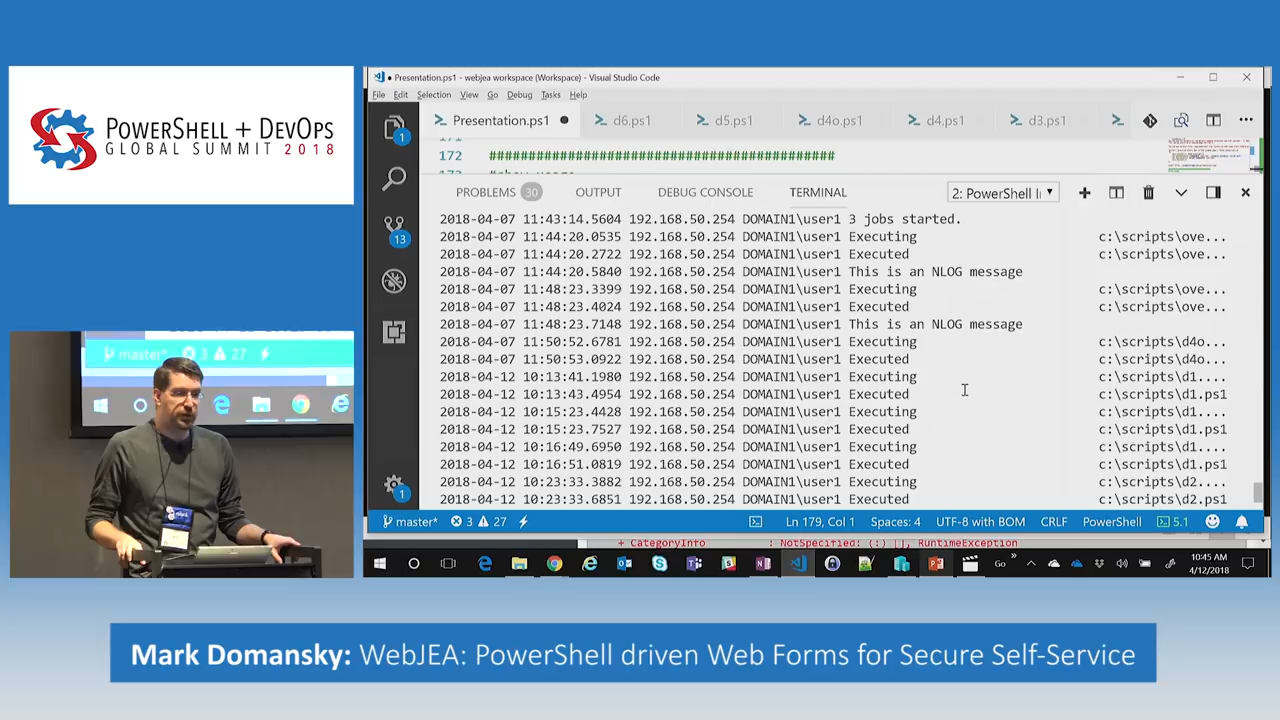 POWERSHELL + DEVOPS
GLOBAL SUMMIT 2018
Presentation.ps1 - webjea workspace (Workspace) - Visual Studio Code
File Edit Selection View Go Debug Tasks Help
Presentation.ps1 d6.ps1 d5.ps1 d4o.ps1 d4.ps1 d3.ps1
1
171
172 ########################################
PROBLEMS 30 OUTPUT DEBUG CONSOLE TERMINAL 2: PowerShell I
2018-04-07 11:43:14.5604 192.168.50.254 DOMAIN1\user1 3 jobs started.
2018-04-07 11:44:20.0535 192.168.50.254 DOMAIN1\user1 Executing c:\scripts\ove...
2018-04-07 11:44:20.2722 192.168.50.254 DOMAIN1\user1 Executed c:\scripts\ove...
2018-04-07 11:44:20.5840 192.168.50.254 DOMAIN1\user1 This is an NLOG message
2018-04-07 11:48:23.3399 192.168.50.254 DOMAIN1\user1 Executing c:\scripts\ove...
2018-04-07 11:48:23.4024 192.168.50.254 DOMAIN1\user1 Executed c:\scripts\ove...
2018-04-07 11:48:23.7148 192.168.50.254 DOMAIN1\user1 This is an NLOG message
2018-04-07 11:50:52.6781 192.168.50.254 DOMAIN1\user1 Executing c:\scripts\d4o...
2018-04-07 11:50:53.0922 192.168.50.254 DOMAIN1\user1 Executed c:\scripts\d4o...
2018-04-12 10:13:41.1980 192.168.50.254 DOMAIN1\user1 Executing c:\scripts\d1....
2018-04-12 10:13:43.4954 192.168.50.254 DOMAIN1\user1 Executed c:\scripts\d1.ps1
2018-04-12 10:15:23.4428 192.168.50.254 DOMAIN1\user1 Executing c:\scripts\d1....
2018-04-12 10:15:23.7527 192.168.50.254 DOMAIN1\user1 Executed c:\scripts\d1.ps1
2018-04-12 10:16:49.6950 192.168.50.254 DOMAIN1\user1 Executing c:\scripts\d1....
2018-04-12 10:16:51.0819 192.168.50.254 DOMAIN1\user1 Executed c:\scripts\d1.ps1
2018-04-12 10:23:33.3882 192.168.50.254 DOMAIN1\user1 Executing c:\scripts\d2....
2018-04-12 10:23:33.6851 192.168.50.254 DOMAIN1\user1 Executed c:\scripts\d2.ps1
13
1
master* 3 27 Ln 179, Col 1 Spaces: 4 UTF-8 with BOM CRLF PowerShell 5.1
+ CategoryInfo : NotSpecified: (:) [], RuntimeException
Go 10:45 AM
4/12/2018
master* 3 27
Mark Domansky: WebJEA: PowerShell driven Web Forms for Secure Self-Service